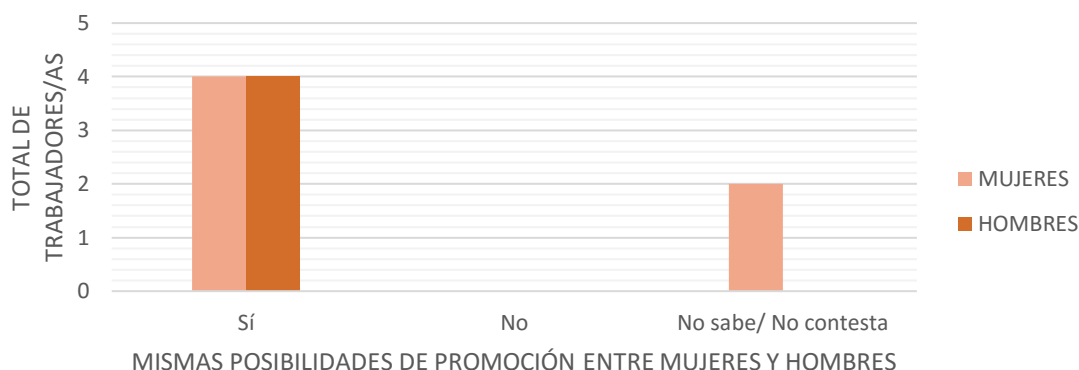 5
4
3
2
1
0
TOTAL DE
TRABAJADORES/AS
Sí
No
No sabe/ No contesta
MISMAS POSIBILIDADES DE PROMOCIÓN ENTRE MUJERES Y HOMBRES
MUJERES
HOMBRES